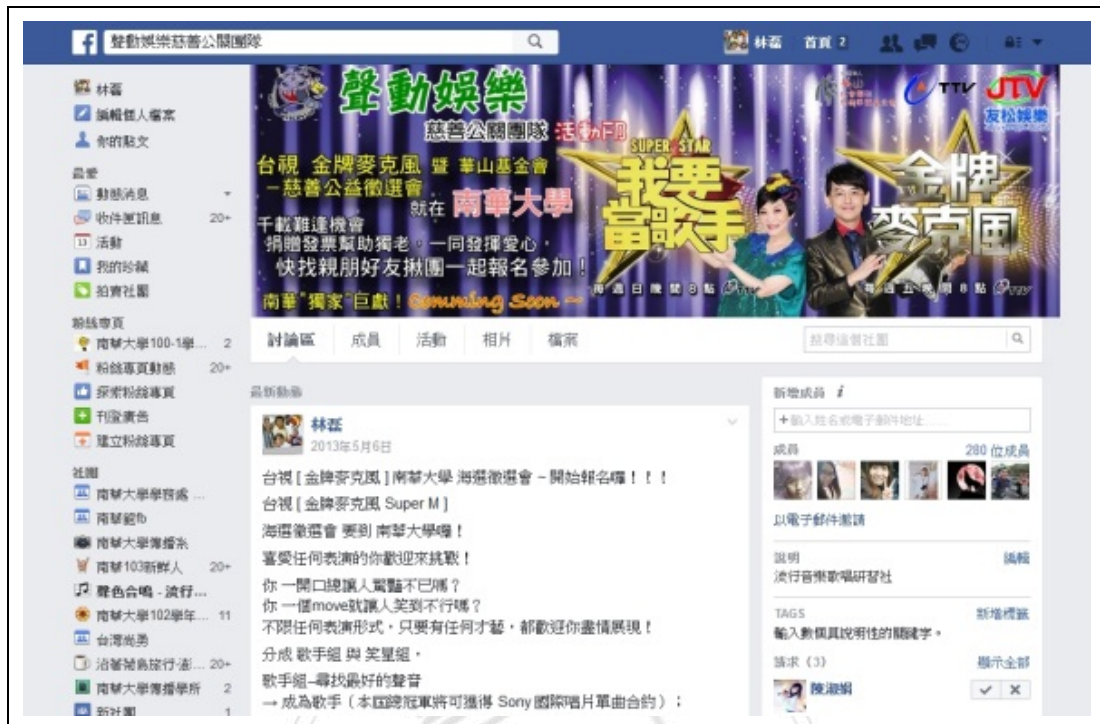 聲動娛樂慈善公關團隊
林磊 首頁 2
林磊
編輯個人檔案
你的貼文
最愛
動態消息
收件匣訊息 20+
13 活動
我的珍藏
拍賣社團
粉絲專頁
南華大學100-1學... 2
粉絲專頁動態 20+
探索粉絲專頁
刊登廣告
建立粉絲專頁
社團
南華大學學務處 ...
南華館fb
南華大學傳播系
南華103新鮮人 20+
聲色合鳴 - 流行...
南華大學102學年... 11
台灣尚勇
南華大學傳播學所 2
新社團 1
聲動娛樂
慈善公關團隊 活動FB
台視 金牌麥克風 暨 華山基金會
－慈善公益徵選會
就在 南華大學
千載難逢機會
捐贈發票幫助獨老，一同發揮愛心，
快找親朋好友揪團一起報名參加！
南華"獨家"巨獻！Comming Soon ~
SUPER STAR
我要
當歌手
每週日晚間8點
TTV
JTV
友松娛樂
金牌
麥克風
每週五晚間8點
討論區 成員 活動 相片 檔案
搜尋這個社團
最新動態
林磊
2013年5月6日
台視 [ 金牌麥克風 ] 南華大學 海選徵選會 ~ 開始報名囉！！！
台視 [ 金牌麥克風 Super M ]
海選徵選會 要到 南華大學囉！
喜愛任何表演的你歡迎來挑戰！
你 一開口總讓人驚豔不已嗎？
你 一個move就讓人笑到不行嗎？
不限任何表演形式，只要有任何才藝，都歡迎你盡情展現！
分成 歌手組 與 笑星組，
歌手組–尋找最好的聲音
→ 成為歌手（本屆總冠軍將可獲得 Sony 國際唱片單曲合約）；
新增成員 i
+輸入姓名或電子郵件地址......
成員 280 位成員
以電子郵件邀請
說明 編輯
流行音樂歌唱研習社
TAGS 新增標籤
輸入數個具說明性的關鍵字。
請求 (3) 顯示全部
陳淑娟